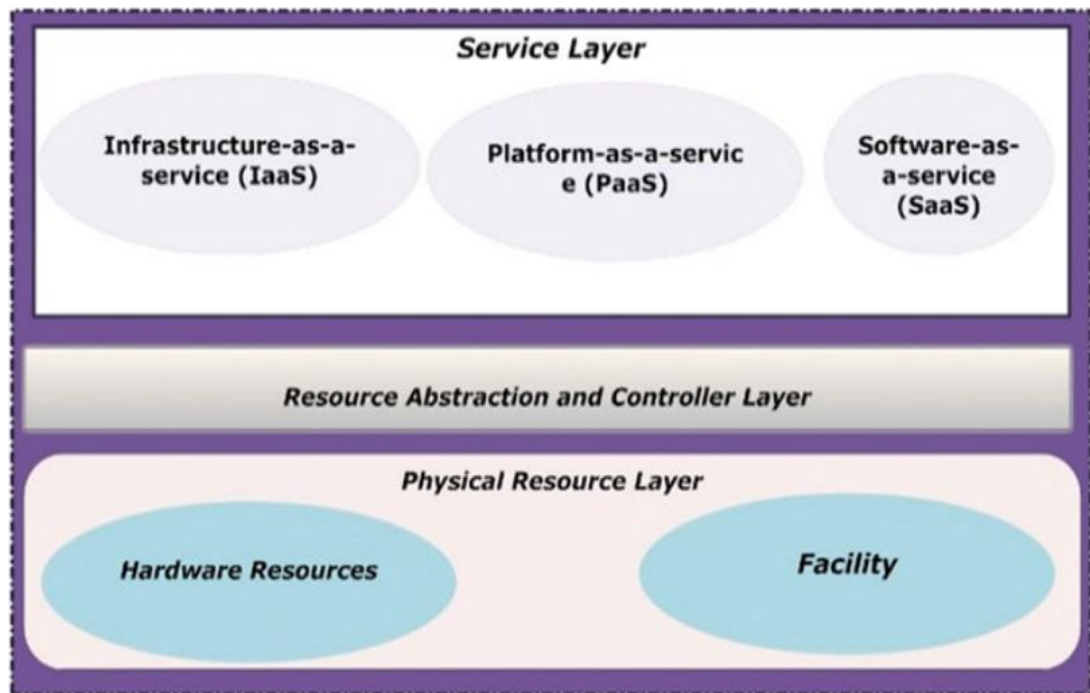 Service Layer
Infrastructure-as-a-
service (IaaS)
Platform-as-a-servic
e (PaaS)
Software-as-
a-service
(SaaS)
Resource Abstraction and Controller Layer
Physical Resource Layer
Hardware Resources
Facility